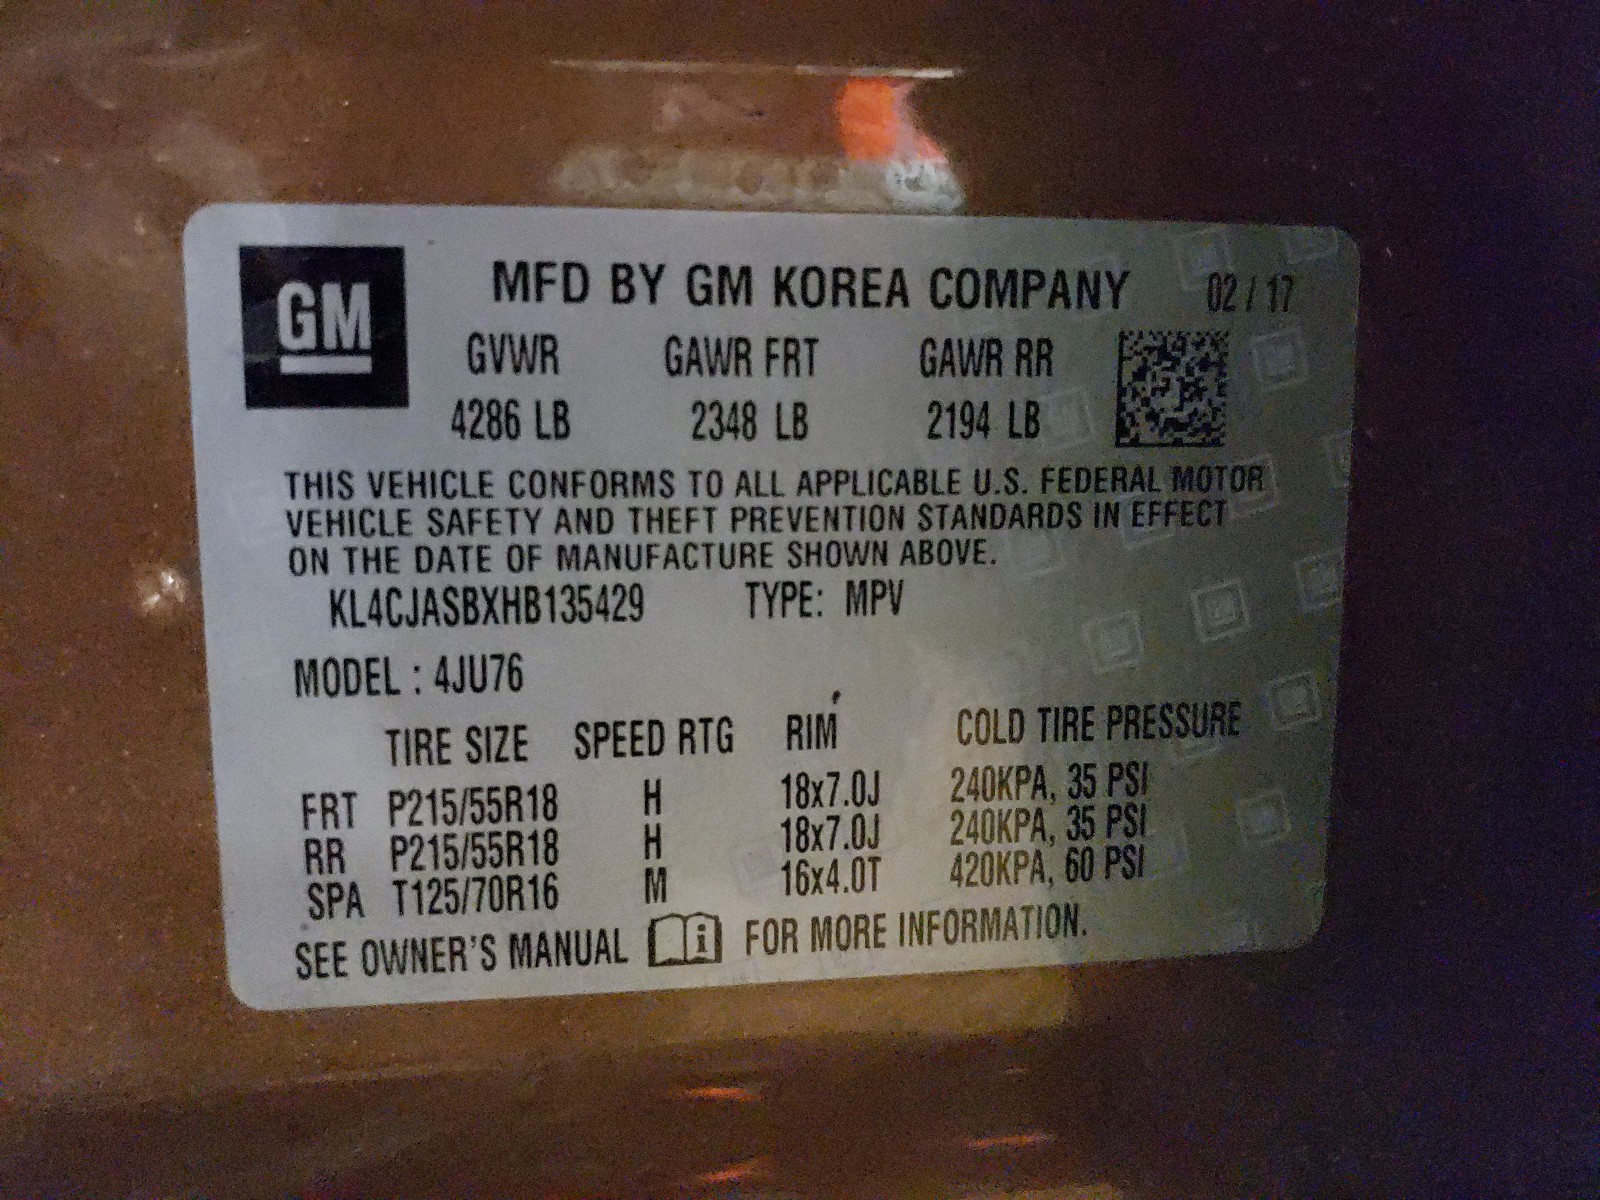 GM
MFD BY GM KOREA COMPANY 02 / 17
GVWR GAWR FRT GAWR RR
4286 LB 2348 LB 2194 LB
THIS VEHICLE CONFORMS TO ALL APPLICABLE U.S. FEDERAL MOTOR
VEHICLE SAFETY AND THEFT PREVENTION STANDARDS IN EFFECT
ON THE DATE OF MANUFACTURE SHOWN ABOVE.
KL4CJASBXHB135429 TYPE: MPV
MODEL : 4JU76
TIRE SIZE SPEED RTG RIM COLD TIRE PRESSURE
FRT P215/55R18 H 18x7.0J 240KPA, 35 PSI
RR P215/55R18 H 18x7.0J 240KPA, 35 PSI
SPA T125/70R16 M 16x4.0T 420KPA, 60 PSI
SEE OWNER'S MANUAL i FOR MORE INFORMATION.